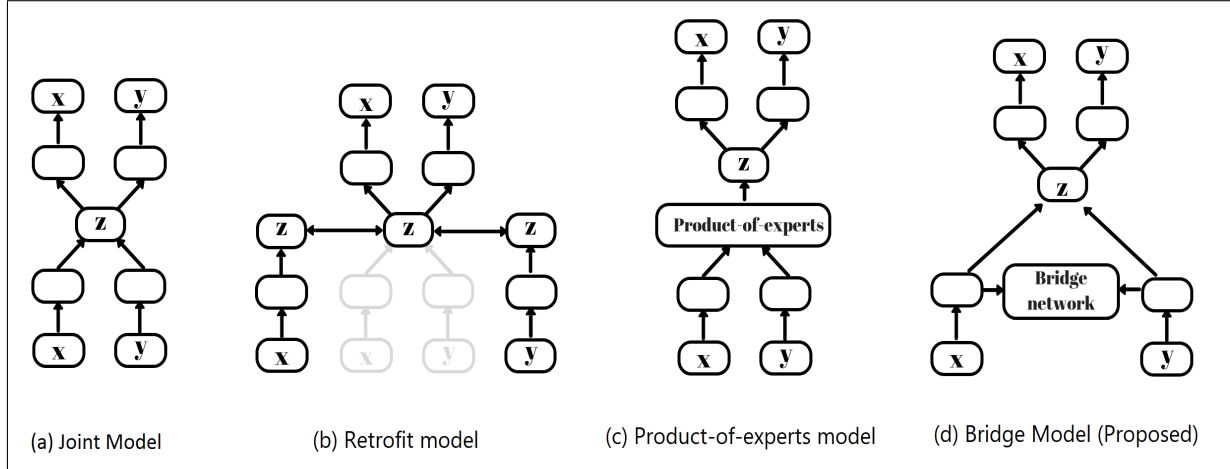 x y
z
x y
(a) Joint Model
x y
z z z
x x y y
(b) Retrofit model
x y
z
Product-of-experts
x y
(c) Product-of-experts model
x y
z
Bridge
network
x y
(d) Bridge Model (Proposed)